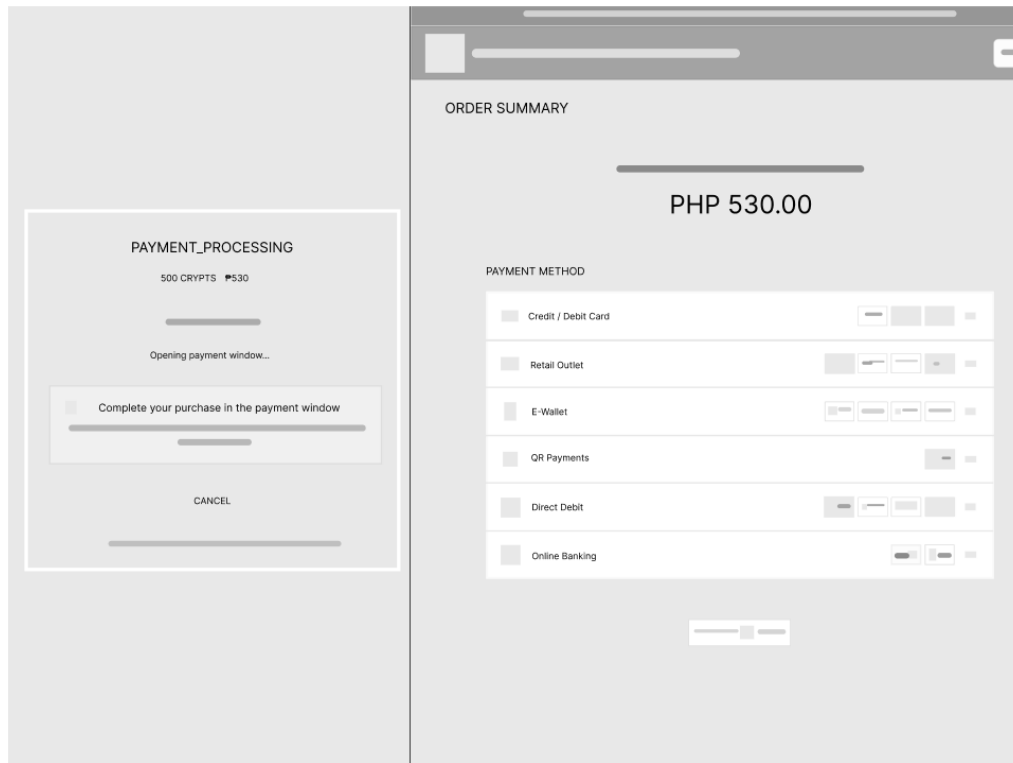 PAYMENT_PROCESSING
500 CRYPTS ₱530
Opening payment window...
Complete your purchase in the payment window
CANCEL
ORDER SUMMARY
PHP 530.00
PAYMENT METHOD
Credit / Debit Card
Retail Outlet
E-Wallet
QR Payments
Direct Debit
Online Banking